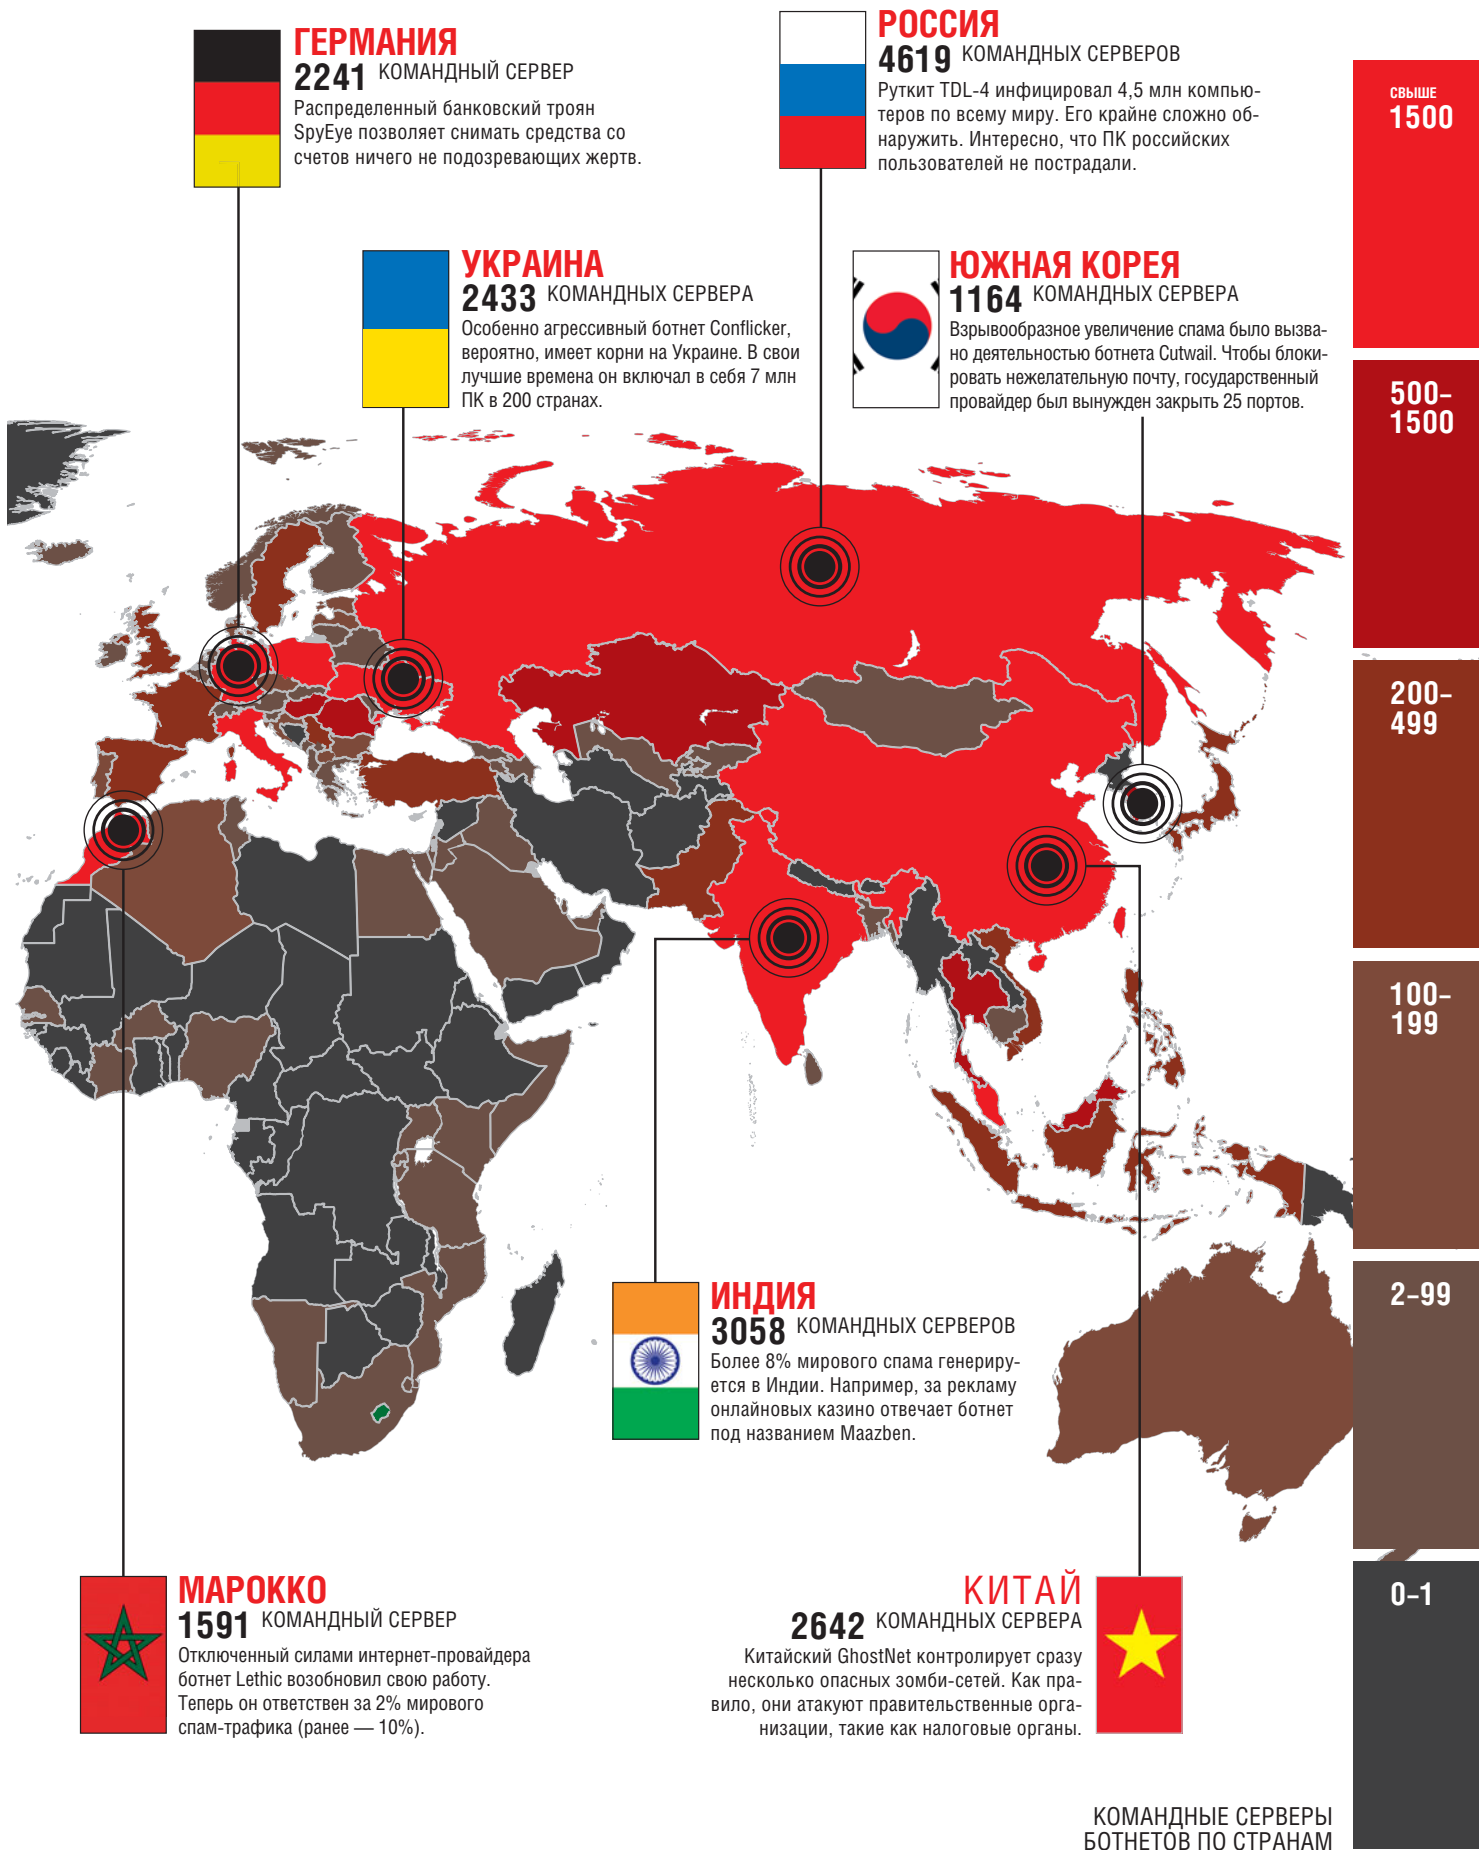 ГЕРМАНИЯ
2241 КОМАНДНЫЙ СЕРВЕР
Распределенный банковский троян
SpyEye позволяет снимать средства со
счетов ничего не подозревающих жертв.
РОССИЯ
4619 КОМАНДНЫХ СЕРВЕРОВ
Руткит TDL-4 инфицировал 4,5 млн компью-
теров по всему миру. Его крайне сложно об-
наружить. Интересно, что ПК российских
пользователей не пострадали.
УКРАИНА
2433 КОМАНДНЫХ СЕРВЕРА
Особенно агрессивный ботнет Conflicker,
вероятно, имеет корни на Украине. В свои
лучшие времена он включал в себя 7 млн
ПК в 200 странах.
ЮЖНАЯ КОРЕЯ
1164 КОМАНДНЫХ СЕРВЕРА
Взрывообразное увеличение спама было вызва-
но деятельностью ботнета Cutwail. Чтобы блоки-
ровать нежелательную почту, государственный
провайдер был вынужден закрыть 25 портов.
СВЫШЕ
1500
500–
1500
200–
499
100–
199
2–99
0–1
ИНДИЯ
3058 КОМАНДНЫХ СЕРВЕРОВ
Более 8% мирового спама генериру-
ется в Индии. Например, за рекламу
онлайновых казино отвечает ботнет
под названием Maazben.
МАРОККО
1591 КОМАНДНЫЙ СЕРВЕР
Отключенный силами интернет-провайдера
ботнет Lethic возобновил свою работу.
Теперь он ответствен за 2% мирового
спам-трафика (ранее — 10%).
КИТАЙ
2642 КОМАНДНЫХ СЕРВЕРА
Китайский GhostNet контролирует сразу
несколько опасных зомби-сетей. Как пра-
вило, они атакуют правительственные орга-
низации, такие как налоговые органы.
КОМАНДНЫЕ СЕРВЕРЫ
БОТНЕТОВ ПО СТРАНАМ